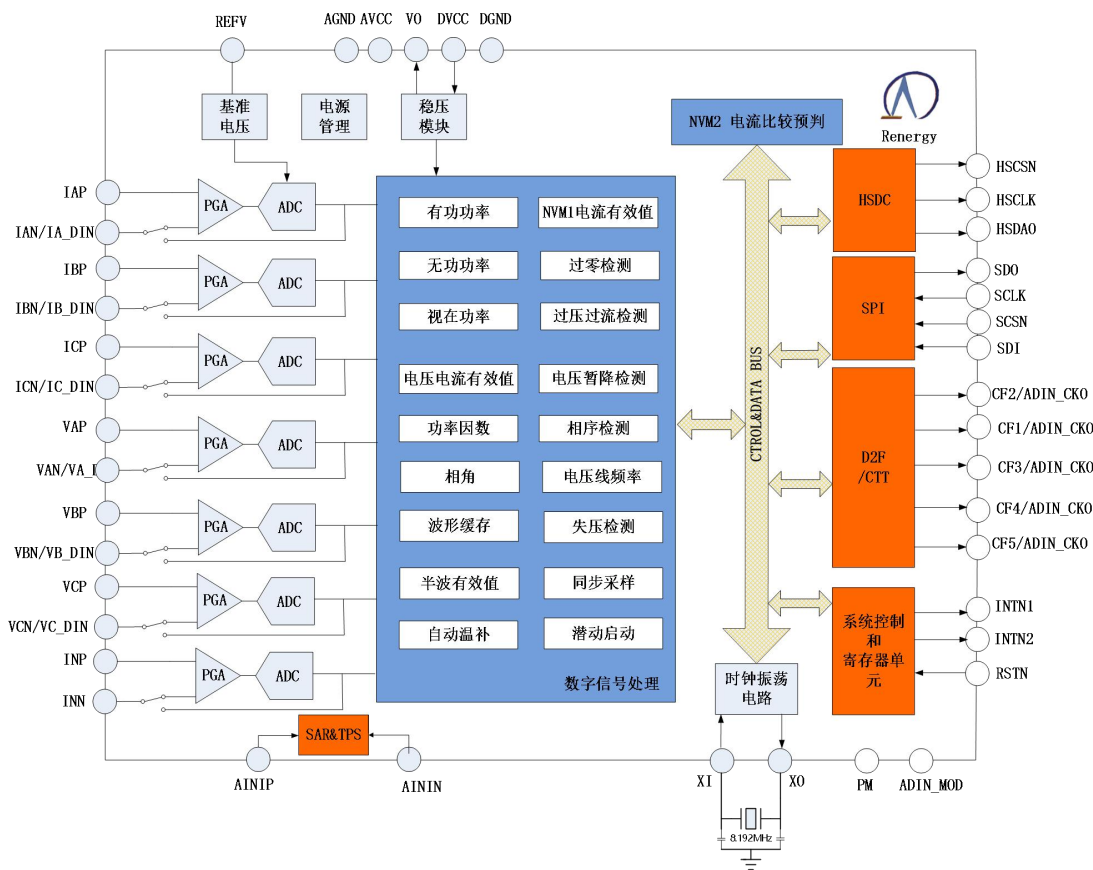 REFV
AGND AVCC VO DVCC DGND
基准
电压
电源
管理
稳压
模块
NVM2 电流比较预判
Renergy
IAP
IAN/IA_DIN
PGA
ADC
IBP
IBN/IB_DIN
PGA
ADC
ICP
ICN/IC_DIN
PGA
ADC
VAP
VAN/VA_
PGA
ADC
VBP
VBN/VB_DIN
PGA
ADC
VCP
VCN/VC_DIN
PGA
ADC
INP
INN
PGA
ADC
有功功率
NVM1电流有效值
无功功率
过零检测
视在功率
过压过流检测
电压电流有效值
电压暂降检测
功率因数
相序检测
相角
电压线频率
波形缓存
失压检测
半波有效值
同步采样
自动温补
潜动启动
数字信号处理
CTROL&DATA BUS
HSDC
HSCSN
HSCLK
HSDAO
SPI
SDO
SCLK
SCSN
SDI
D2F
/CTT
CF2/ADIN_CKO
CF1/ADIN_CKO
CF3/ADIN_CKO
CF4/ADIN_CKO
CF5/ADIN_CKO
系统控制
和
寄存器单
元
INTN1
INTN2
RSTN
时钟振荡
电路
SAR&TPS
AINIP
AININ
XI
XO
PM
ADIN_MOD
8.192MHz